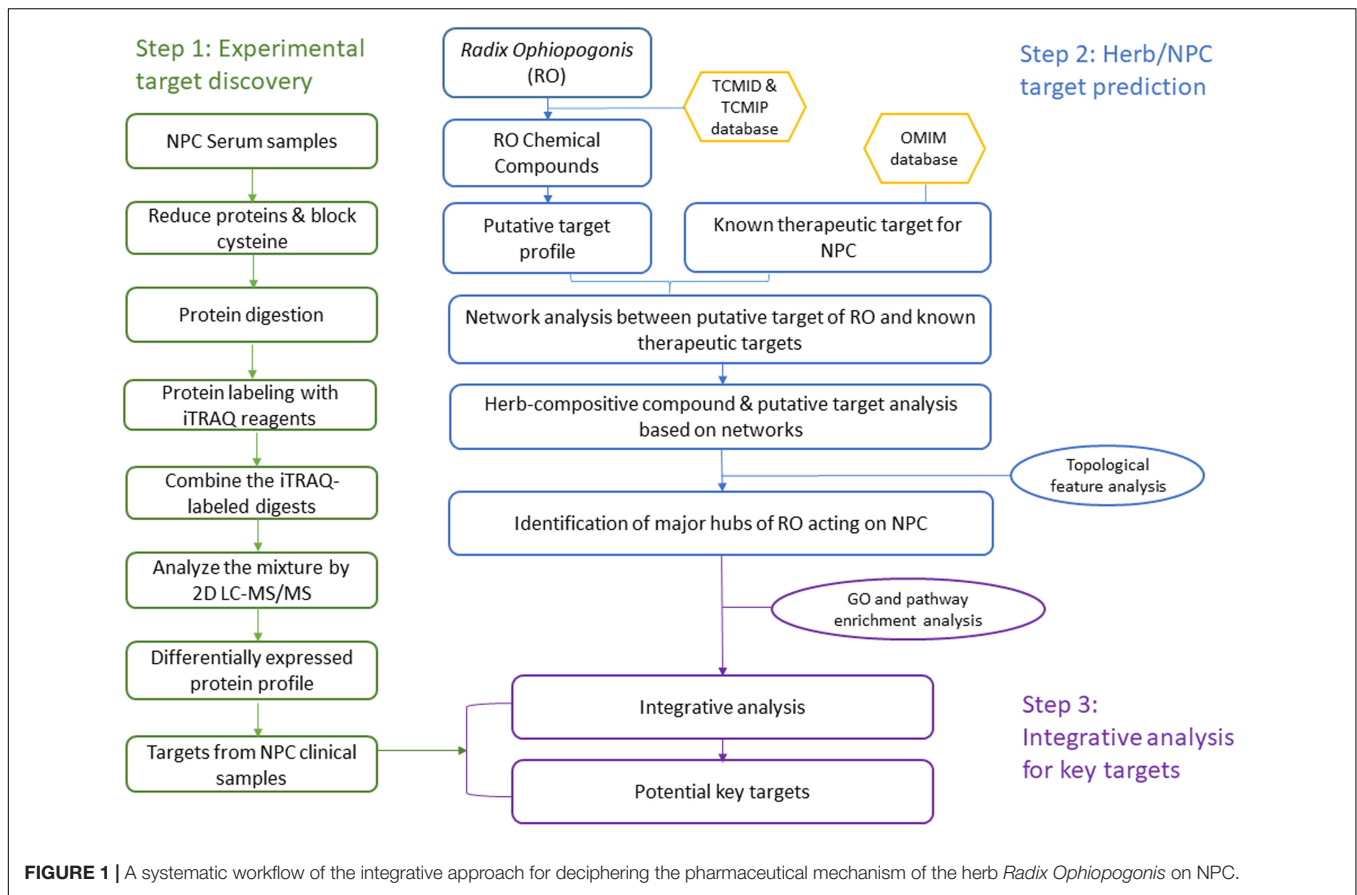 Step 1: Experimental
target discovery
NPC Serum samples
Reduce proteins & block
cysteine
Protein digestion
Protein labeling with
iTRAQ reagents
Combine the iTRAQ-
labeled digests
Analyze the mixture by
2D LC-MS/MS
Differentially expressed
protein profile
Targets from NPC clinical
samples
Radix Ophiopogonis
(RO)
TCMID &
TCMIP
database
RO Chemical
Compounds
Putative target
profile
Step 2: Herb/NPC
target prediction
OMIM
database
Known therapeutic target for
NPC
Network analysis between putative target of RO and known
therapeutic targets
Herb-compositive compound & putative target analysis
based on networks
Topological
feature analysis
Identification of major hubs of RO acting on NPC
GO and pathway
enrichment analysis
Step 3:
Integrative analysis
for key targets
Integrative analysis
Potential key targets
FIGURE 1 | A systematic workflow of the integrative approach for deciphering the pharmaceutical mechanism of the herb Radix Ophiopogonis on NPC.